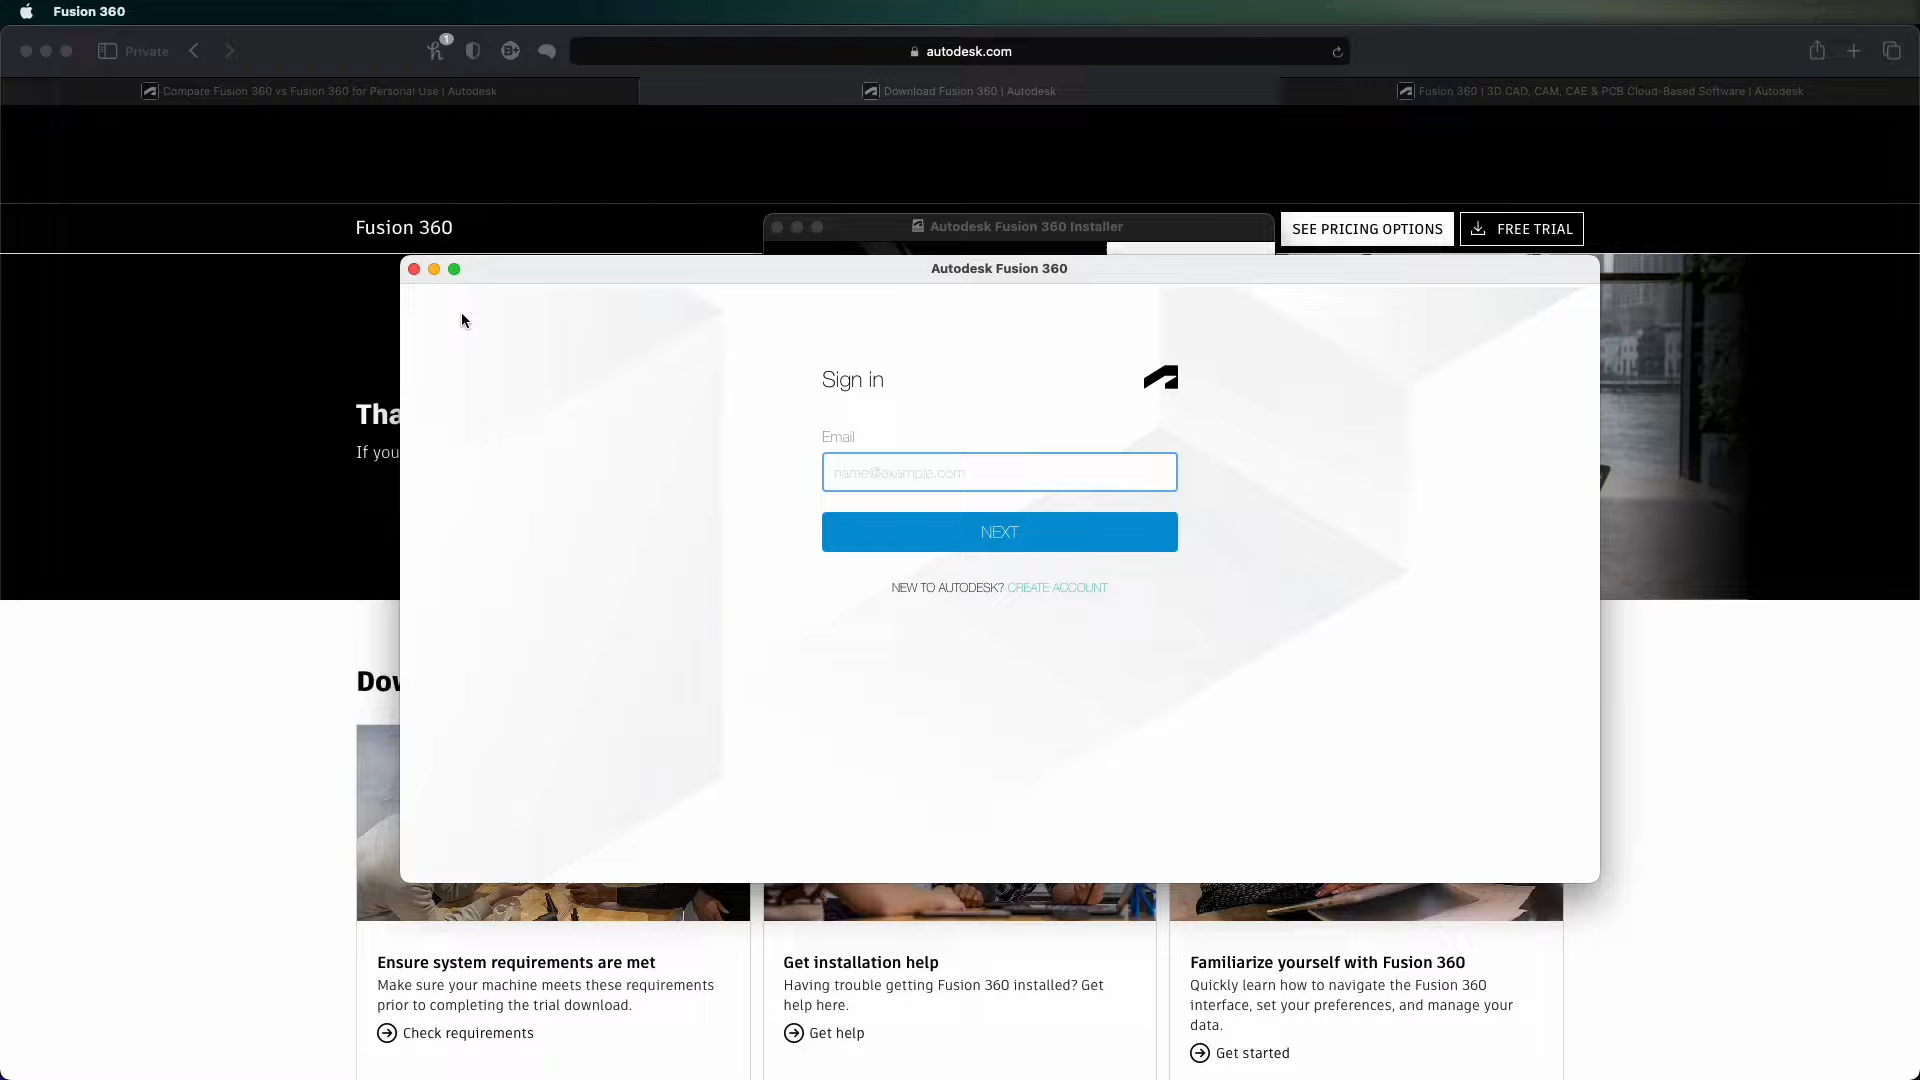 Fusion 360
Private
1
B+
autodesk.com
Compare Fusion 360 vs Fusion 360 for Personal Use | Autodesk
Download Fusion 360 | Autodesk
Fusion 360 | 3D CAD, CAM, CAE & PCB Cloud-Based Software | Autodesk
Fusion 360
Autodesk Fusion 360 Installer
SEE PRICING OPTIONS
FREE TRIAL
Autodesk Fusion 360
Sign in
Tha
If you
Email
name@example.com
NEXT
NEW TO AUTODESK? CREATE ACCOUNT
Dow
Ensure system requirements are met
Make sure your machine meets these requirements
prior to completing the trial download.
Check requirements
Get installation help
Having trouble getting Fusion 360 installed? Get
help here.
Get help
Familiarize yourself with Fusion 360
Quickly learn how to navigate the Fusion 360
interface, set your preferences, and manage your
data.
Get started